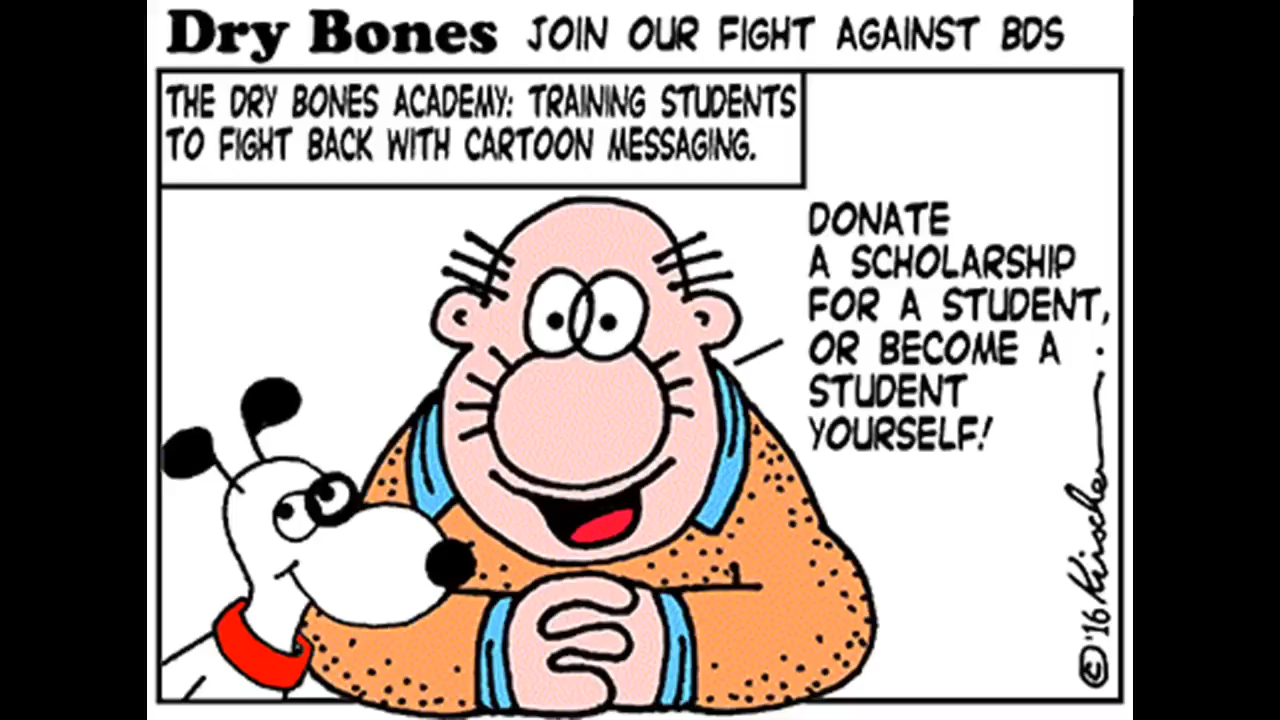 Dry Bones JOIN OUR FIGHT AGAINST BDS
THE DRY BONES ACADEMY: TRAINING STUDENTS
TO FIGHT BACK WITH CARTOON MESSAGING.
DONATE
A SCHOLARSHIP
FOR A STUDENT,
OR BECOME A
STUDENT
YOURSELF!
©'16 Kirschen